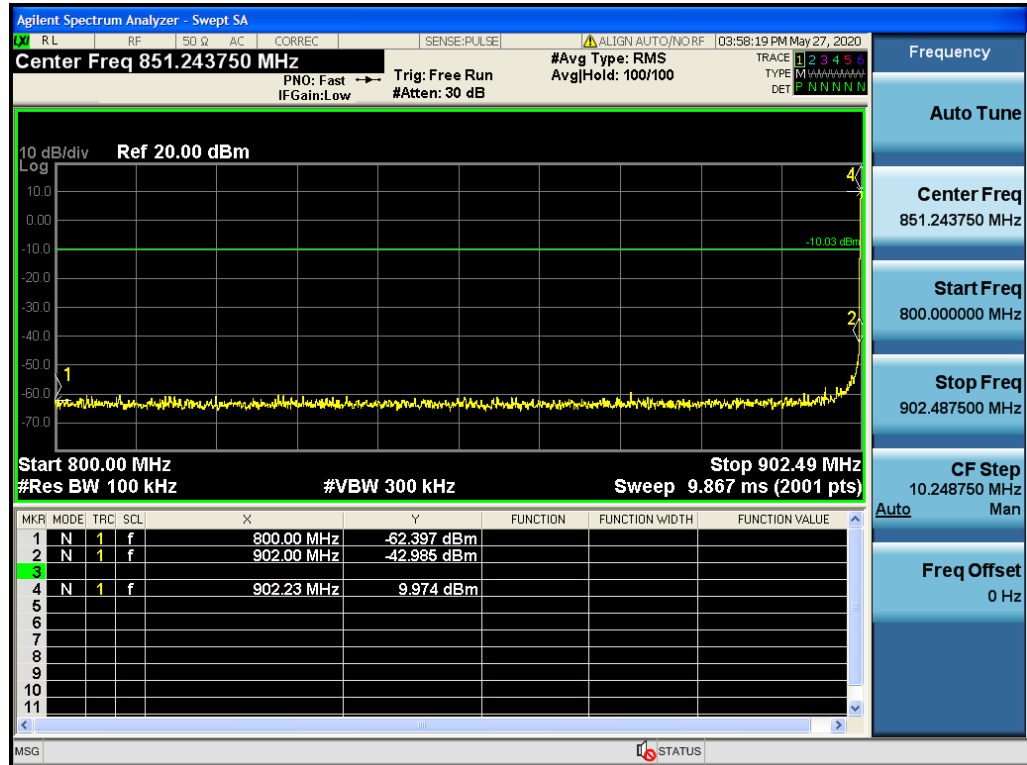 Agilent Spectrum Analyzer - Swept SA
LXI RL RF 50 Ω AC CORREC SENSE:PULSE ALIGN AUTO/NO RF 03:58:19 PM May 27, 2020
Center Freq 851.243750 MHz
PNO: Fast
IFGain:Low
Trig: Free Run
#Atten: 30 dB
#Avg Type: RMS
Avg|Hold: 100/100
TRACE 1 2 3 4 5 6
TYPE M WWWWW
DET P N N N N N
10 dB/div Ref 20.00 dBm
Log
10.0
0.00
-10.0
-20.0
-30.0
-40.0
-50.0
-60.0
-70.0
4
-10.03 dBm
2
1
Start 800.00 MHz Stop 902.49 MHz
#Res BW 100 kHz #VBW 300 kHz Sweep 9.867 ms (2001 pts)
MKR MODE TRC SCL X Y FUNCTION FUNCTION WIDTH FUNCTION VALUE
1 N 1 f 800.00 MHz -62.397 dBm
2 N 1 f 902.00 MHz -42.985 dBm
3
4 N 1 f 902.23 MHz 9.974 dBm
5
6
7
8
9
10
11
MSG STATUS
Frequency
Auto Tune
Center Freq
851.243750 MHz
Start Freq
800.000000 MHz
Stop Freq
902.487500 MHz
CF Step
10.248750 MHz
Auto Man
Freq Offset
0 Hz